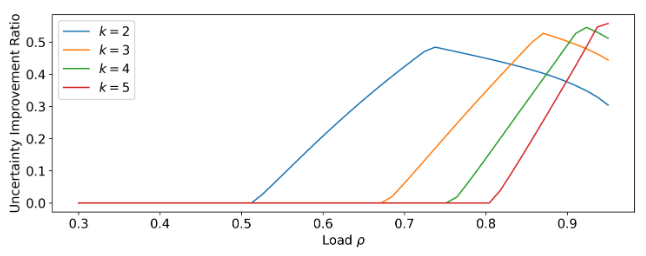 Uncertainty Improvement Ratio
0.5
0.4
0.3
0.2
0.1
0.0
k = 2
k = 3
k = 4
k = 5
0.3 0.4 0.5 0.6 0.7 0.8 0.9
Load ρ